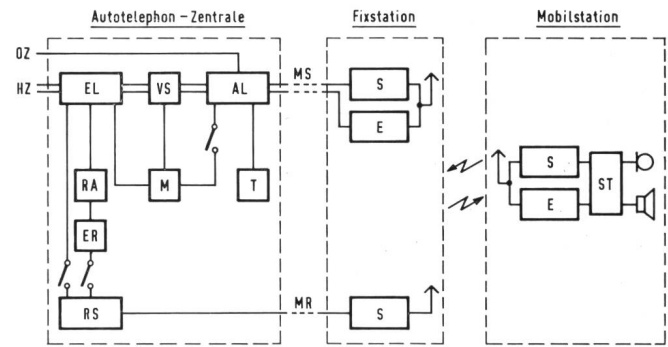 Autotelephon – Zentrale
Fixstation
Mobilstation
OZ
HZ
EL
VS
AL
MS
S
E
S
E
ST
RA
M
T
ER
RS
MR
S